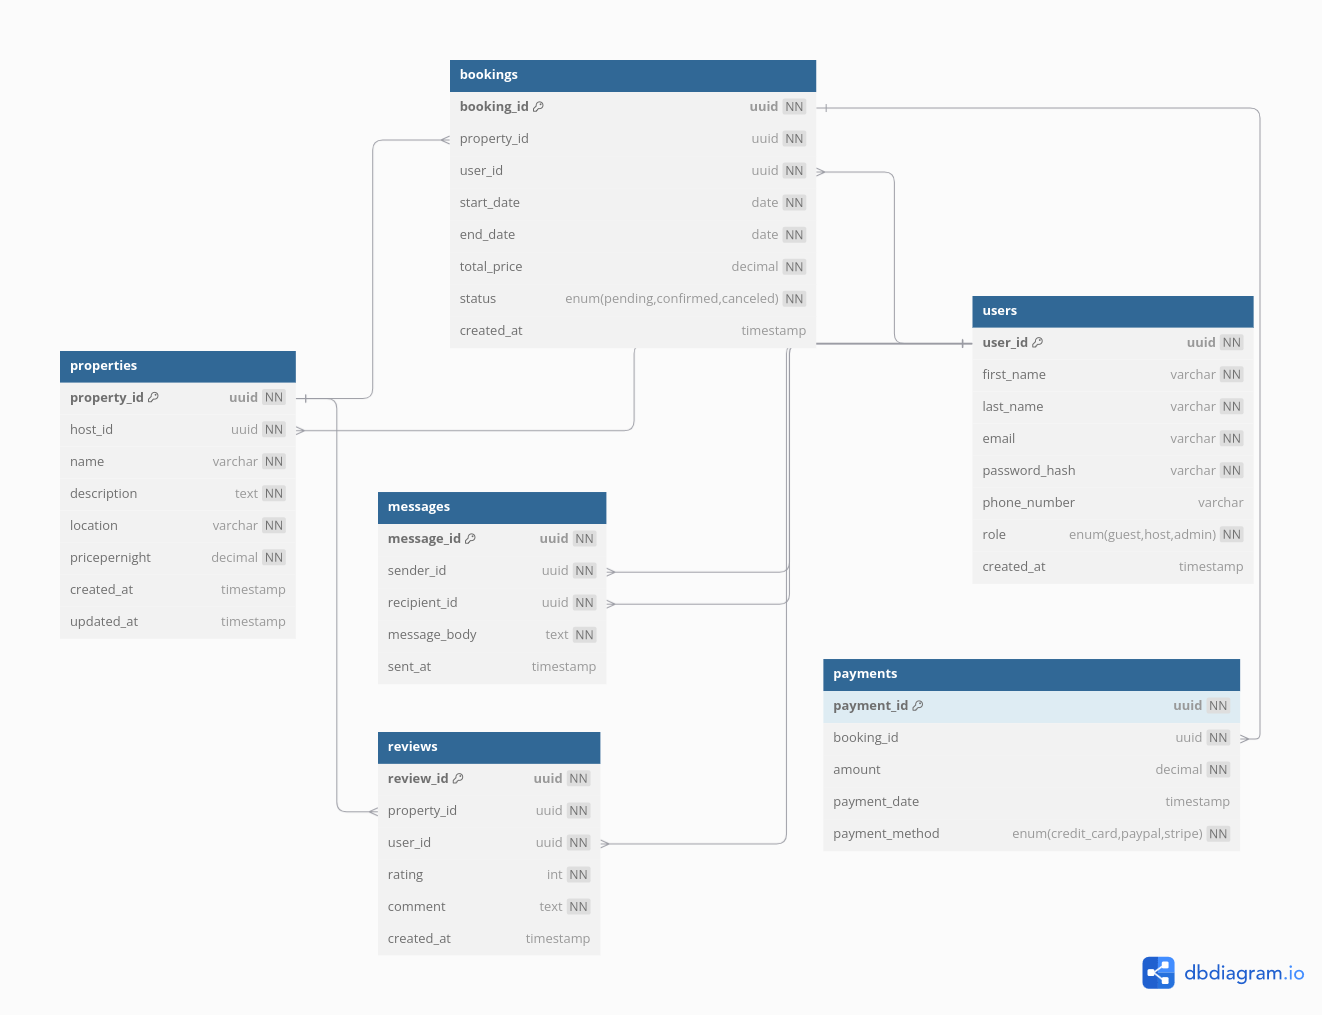 bookings
booking_id uuid NN
property_id uuid NN
user_id uuid NN
start_date date NN
end_date date NN
total_price decimal NN
status enum(pending,confirmed,canceled) NN
created_at timestamp
users
user_id uuid NN
first_name varchar NN
last_name varchar NN
email varchar NN
password_hash varchar NN
phone_number varchar
role enum(guest,host,admin) NN
created_at timestamp
properties
property_id uuid NN
host_id uuid NN
name varchar NN
description text NN
location varchar NN
pricepernight decimal NN
created_at timestamp
updated_at timestamp
messages
message_id uuid NN
sender_id uuid NN
recipient_id uuid NN
message_body text NN
sent_at timestamp
payments
payment_id uuid NN
booking_id uuid NN
amount decimal NN
payment_date timestamp
payment_method enum(credit_card,paypal,stripe) NN
reviews
review_id uuid NN
property_id uuid NN
user_id uuid NN
rating int NN
comment text NN
created_at timestamp
dbdiagram.io